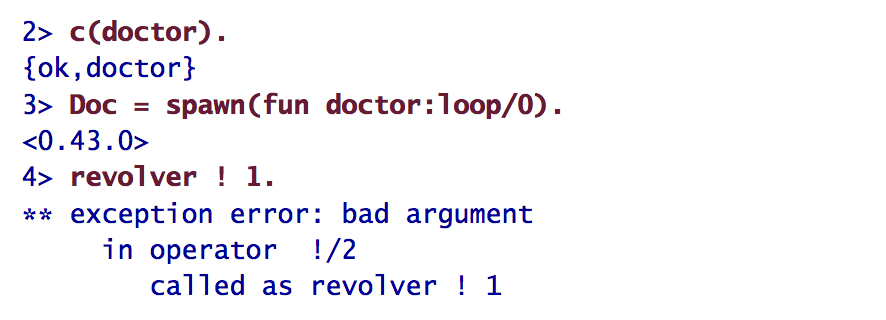 2> c(doctor).
{ok,doctor}
3> Doc = spawn(fun doctor:loop/0).
<0.43.0>
4> revolver ! 1.
** exception error: bad argument
in operator  !/2
called as revolver ! 1